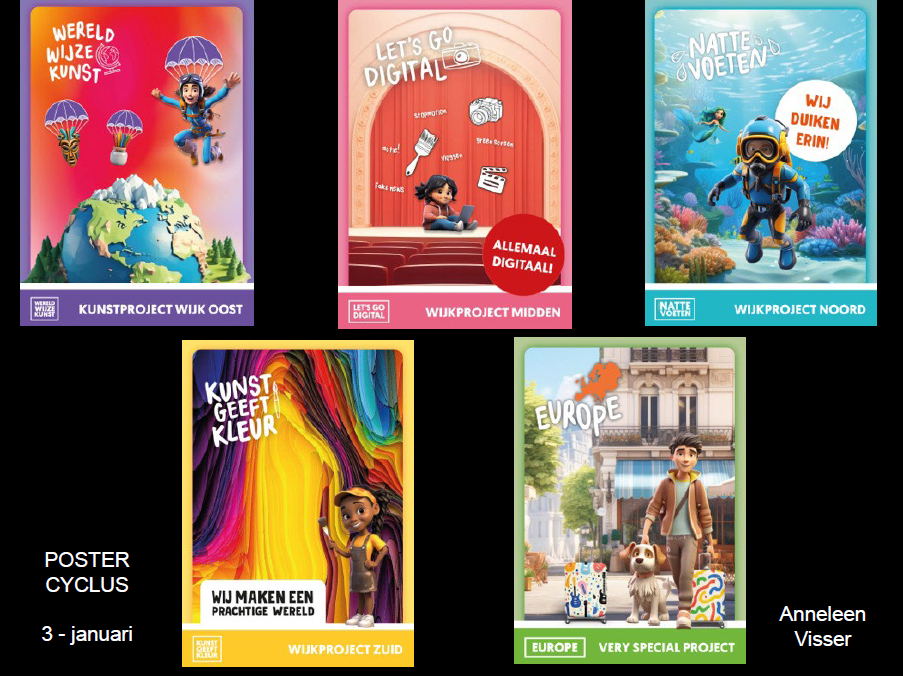 WERELD
WIJZE
KUNST
WERELD
WIJZE
KUNST
KUNSTPROJECT WIJK OOST
LET'S GO
DIGITAL
STOPMOTION
GREEN SCREEN
VLOGGEN
FAKE NEWS
ALLEMAAL
DIGITAAL!
LET'S GO
DIGITAL
WIJKPROJECT MIDDEN
NATTE
VOETEN
WIJ
DUIKEN
ERIN!
NATTE
VOETEN
WIJKPROJECT NOORD
KUNST
GEEFT
KLEUR
WIJ MAKEN EEN
PRACHTIGE WERELD
KUNST
GEEFT
KLEUR
WIJKPROJECT ZUID
EUROPE
EUROPE
VERY SPECIAL PROJECT
POSTER
CYCLUS
3 - januari
Anneleen
Visser